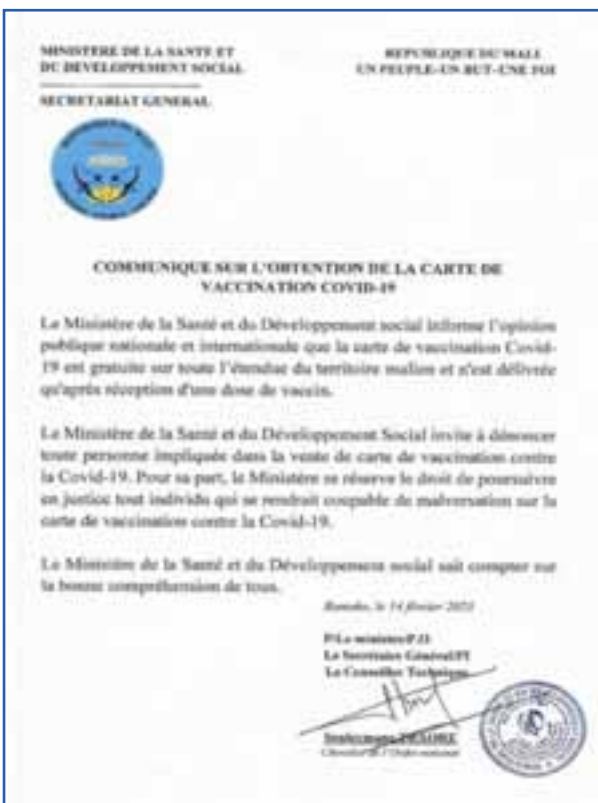 MINISTERE DE LA SANTE ET
DU DEVELOPPEMENT SOCIAL
SECRETARIAT GENERAL
REPUBLIQUE DU MALI
UN PEUPLE-UN BUT-UNE FOI
COMMUNIQUE SUR L'OBTENTION DE LA CARTE DE
VACCINATION COVID-19
Le Ministère de la Santé et du Développement social informe l'opinion
publique nationale et internationale que la carte de vaccination Covid-
19 est gratuite sur toute l'étendue du territoire malien et n'est délivrée
qu'après réception d'une dose de vaccin.
Le Ministère de la Santé et du Développement Social invite à dénoncer
toute personne impliquée dans la vente de carte de vaccination contre
la Covid-19. Pour sa part, le Ministère se réserve le droit de poursuivre
en justice tout individu qui se rendrait coupable de malversation sur la
carte de vaccination contre la Covid-19.
Le Ministère de la Santé et du Développement social sait compter sur
la bonne compréhension de tous.
Bamako, le 14 février
P/Le ministre/P.O
Le Secrétaire Général/PI
Le Conseiller Technique
Chevalier de l'Ordre national